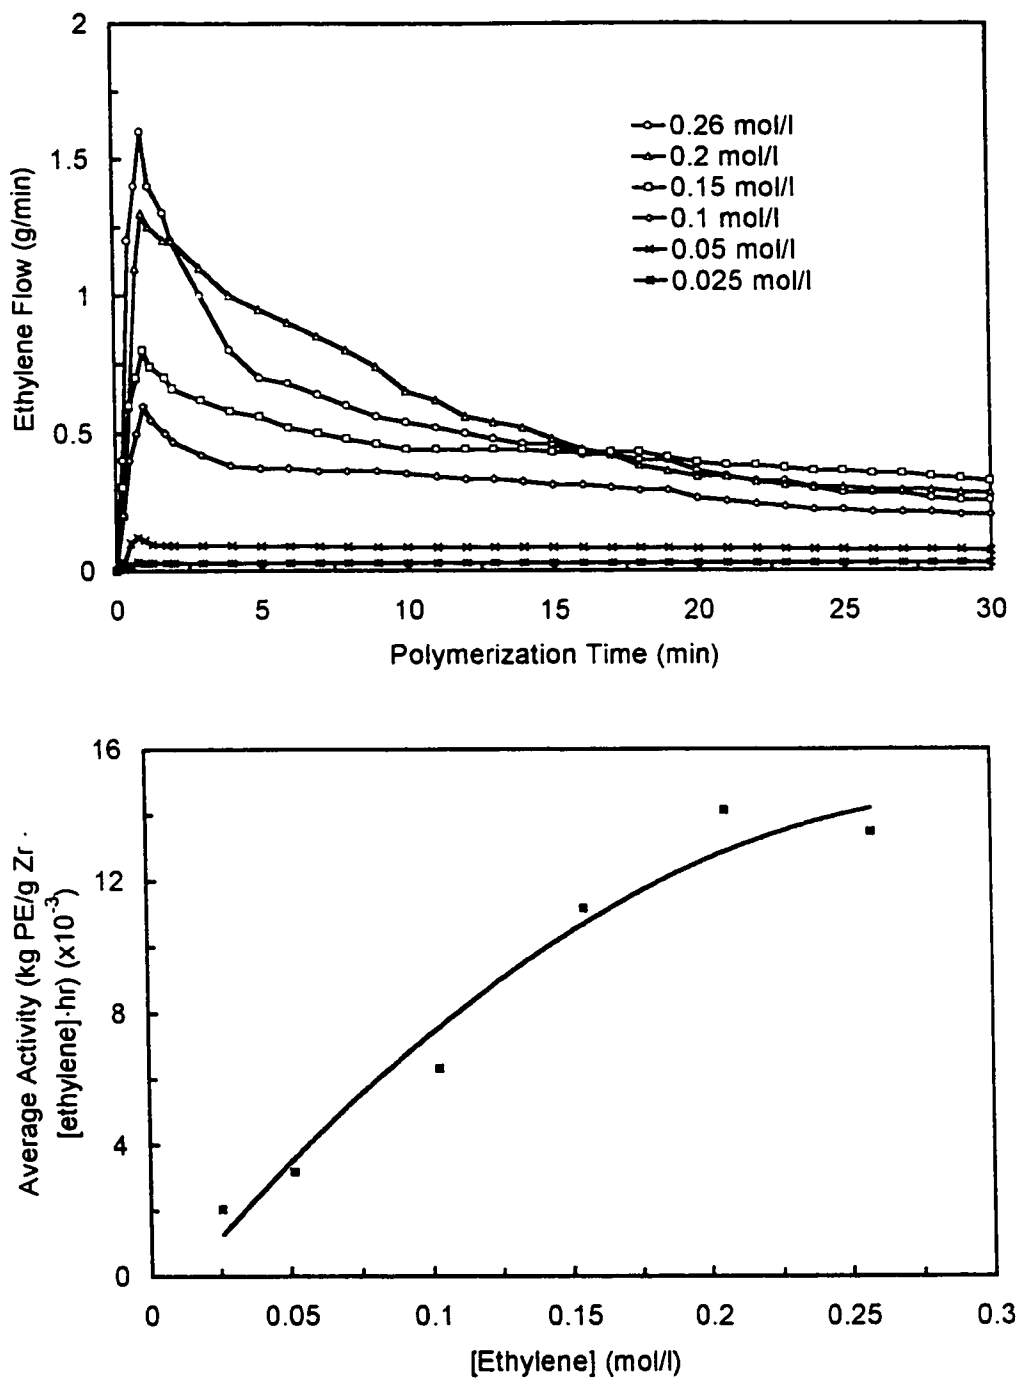 2
1.5
1
0.5
0
Ethylene Flow (g/min)
0.26 mol/l
0.2 mol/l
0.15 mol/l
0.1 mol/l
0.05 mol/l
0.025 mol/l
0 5 10 15 20 25 30
Polymerization Time (min)
16
12
8
4
0
Average Activity (kg PE/g Zr ·
[ethylene]·hr) (x10⁻³)
0 0.05 0.1 0.15 0.2 0.25 0.3
[Ethylene] (mol/l)